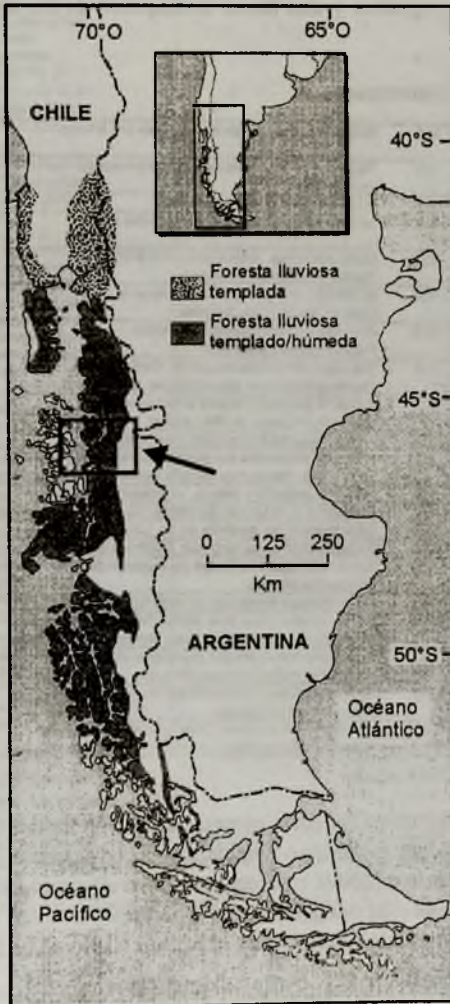 70°O
65°O
CHILE
40°S
Foresta lluviosa
templada
Foresta lluviosa
templado/húmeda
45°S
0 125 250
Km
ARGENTINA
50°S
Océano
Atlántico
Océano
Pacífico